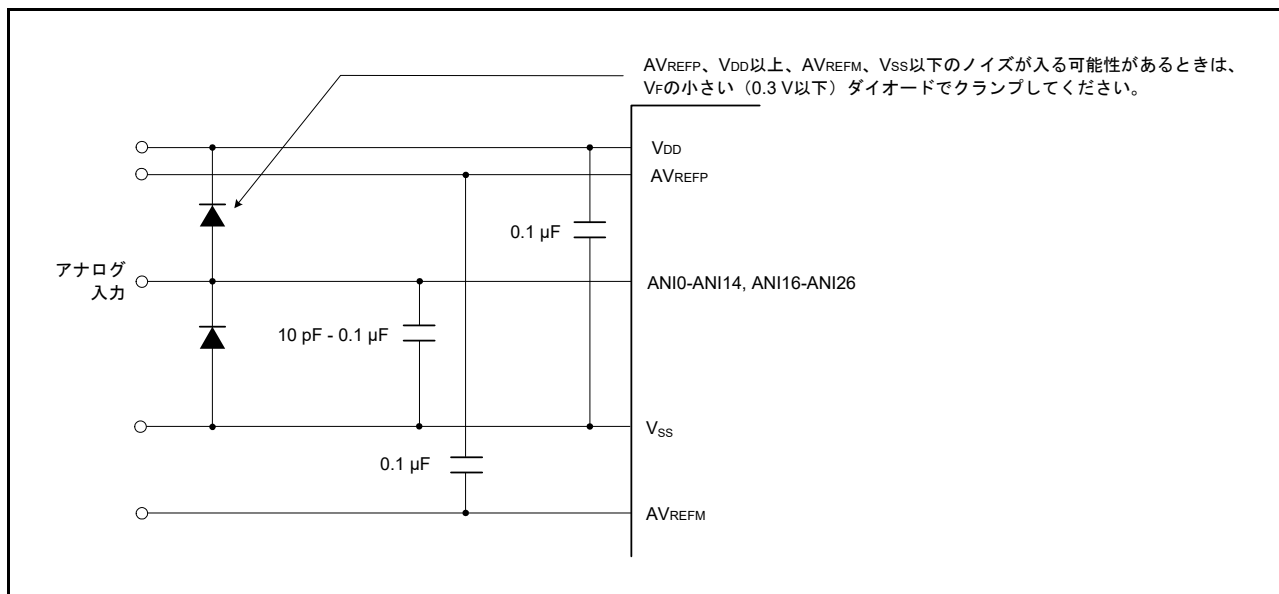 AVREFP、VDD以上、AVREFM、VSS以下のノイズが入る可能性があるときは、
VFの小さい（0.3 V以下）ダイオードでクランプしてください。
VDD
AVREFP
0.1 µF
アナログ
入力
ANI0-ANI14, ANI16-ANI26
10 pF - 0.1 µF
VSS
0.1 µF
AVREFM